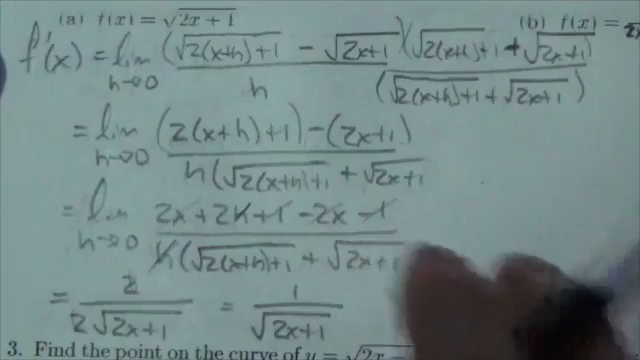 (a) f(x) = √(2x + 1) (b) f(x) =
f'(x) = lim h→0 (√(2(x+h)+1) - √(2x+1))(√(2(x+h)+1) + √(2x+1)) / h (√(2(x+h)+1) + √(2x+1))
= lim h→0 (2(x+h)+1) - (2x+1) / h(√(2(x+h)+1) + √(2x+1)
= lim h→0 2x + 2h + 1 - 2x - 1 / h(√(2(x+h)+1) + √(2x+1)
= 2 / 2√(2x+1) = 1 / √(2x+1)
3. Find the point on the curve of y = √(2x